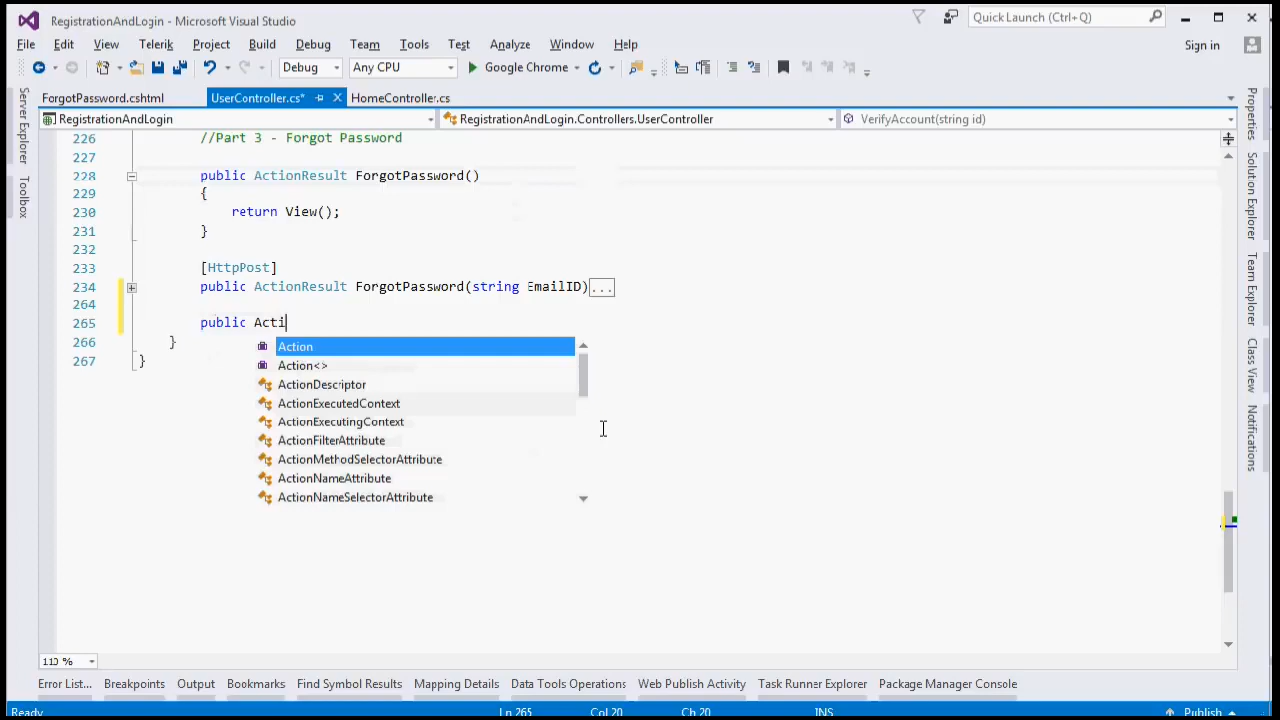 RegistrationAndLogin - Microsoft Visual Studio
Quick Launch (Ctrl+Q)
File Edit View Telerik Project Build Debug Team Tools Test Analyze Window Help
Sign in
Debug Any CPU Google Chrome
ForgotPassword.cshtml UserController.cs* HomeController.cs
RegistrationAndLogin RegistrationAndLogin.Controllers.UserController VerifyAccount(string id)
226 //Part 3 - Forgot Password
227
228 public ActionResult ForgotPassword()
229 {
230 return View();
231 }
232
233 [HttpPost]
234 public ActionResult ForgotPassword(string EmailID)...
264
265 public Acti
266 }
267 }
Action
Action<>
ActionDescriptor
ActionExecutedContext
ActionExecutingContext
ActionFilterAttribute
ActionMethodSelectorAttribute
ActionNameAttribute
ActionNameSelectorAttribute
Server Explorer
Toolbox
Properties
Solution Explorer
Team Explorer
Class View
Notifications
110 %
Error List... Breakpoints Output Bookmarks Find Symbol Results Mapping Details Data Tools Operations Web Publish Activity Task Runner Explorer Package Manager Console
Ready Ln 265 Col 20 Ch 20 INS Publish